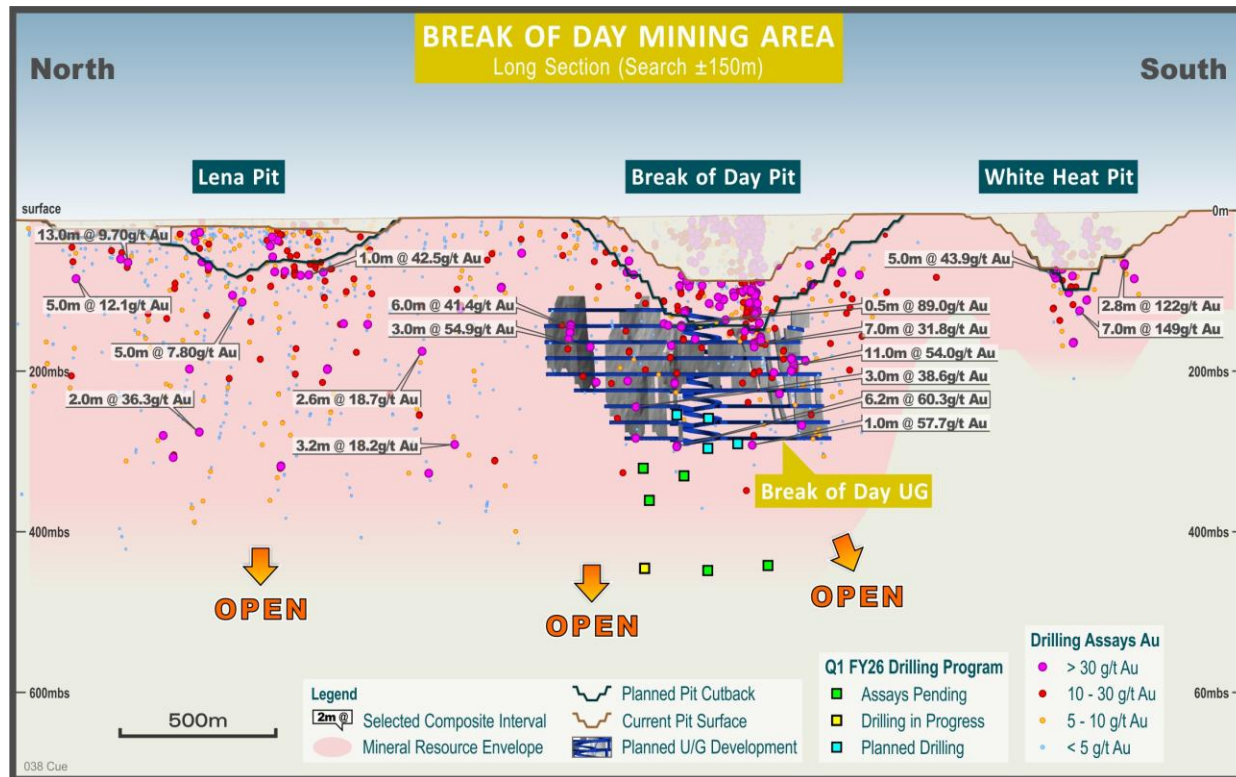 BREAK OF DAY MINING AREA
Long Section (Search ±150m)
North
South
Lena Pit
Break of Day Pit
White Heat Pit
surface
0m
13.0m @ 9.70g/t Au
1.0m @ 42.5g/t Au
5.0m @ 12.1g/t Au
5.0m @ 7.80g/t Au
2.0m @ 36.3g/t Au
2.6m @ 18.7g/t Au
3.2m @ 18.2g/t Au
6.0m @ 41.4g/t Au
3.0m @ 54.9g/t Au
0.5m @ 89.0g/t Au
7.0m @ 31.8g/t Au
11.0m @ 54.0g/t Au
3.0m @ 38.6g/t Au
6.2m @ 60.3g/t Au
1.0m @ 57.7g/t Au
5.0m @ 43.9g/t Au
2.8m @ 122g/t Au
7.0m @ 149g/t Au
200mbs
200mbs
Break of Day UG
400mbs
400mbs
OPEN
OPEN
OPEN
600mbs
60mbs
500m
038 Cue
Legend
2m @
Selected Composite Interval
Mineral Resource Envelope
Planned Pit Cutback
Current Pit Surface
Planned U/G Development
Q1 FY26 Drilling Program
Assays Pending
Drilling in Progress
Planned Drilling
Drilling Assays Au
> 30 g/t Au
10 - 30 g/t Au
5 - 10 g/t Au
< 5 g/t Au